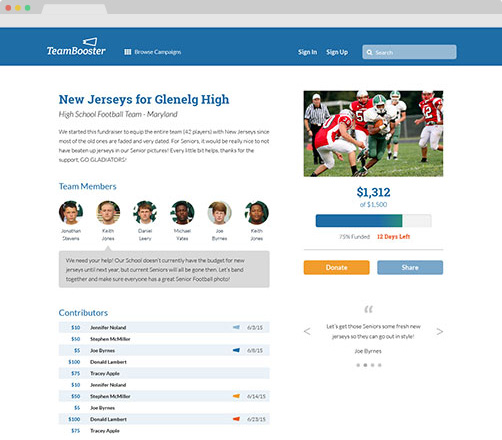 TeamBooster
Browse Campaigns
Sign In
Sign Up
Search
New Jerseys for Glenelg High
High School Football Team - Maryland
We started this fundraiser to equip the entire team (42 players) with New Jerseys since
most of the old ones are faded and very dated. For Seniors, it would be really nice to not
have beaten up jerseys in our Senior pictures! Every little bit helps, thanks for the
support, GO GLADIATORS!
$1,312
of $1,500
75% Funded
12 Days Left
Donate
Share
Team Members
Jonathan
Stevens
Keith
Jones
Daniel
Lowry
Michael
Yates
Joe
Byrnes
Keith
Jones
We need your help! Our School doesn't currently have the budget for new
jerseys until next year, but current Seniors will be gone then. Let's band
together and make sure everyone has a great Senior Football photo!
“
Let's get those Seniors some fresh new
jerseys so they can go out in style!
Joe Byrnes
Contributors
$10 Jennifer Noland 6/2/15
$50 Stephen McMiller
$5 Joe Byrnes 6/8/15
$100 Donald Lambert
$75 Tracey Apple
$10 Jennifer Noland
$50 Stephen McMiller 6/14/15
$5 Joe Byrnes
$100 Donald Lambert 6/23/15
$75 Tracey Apple